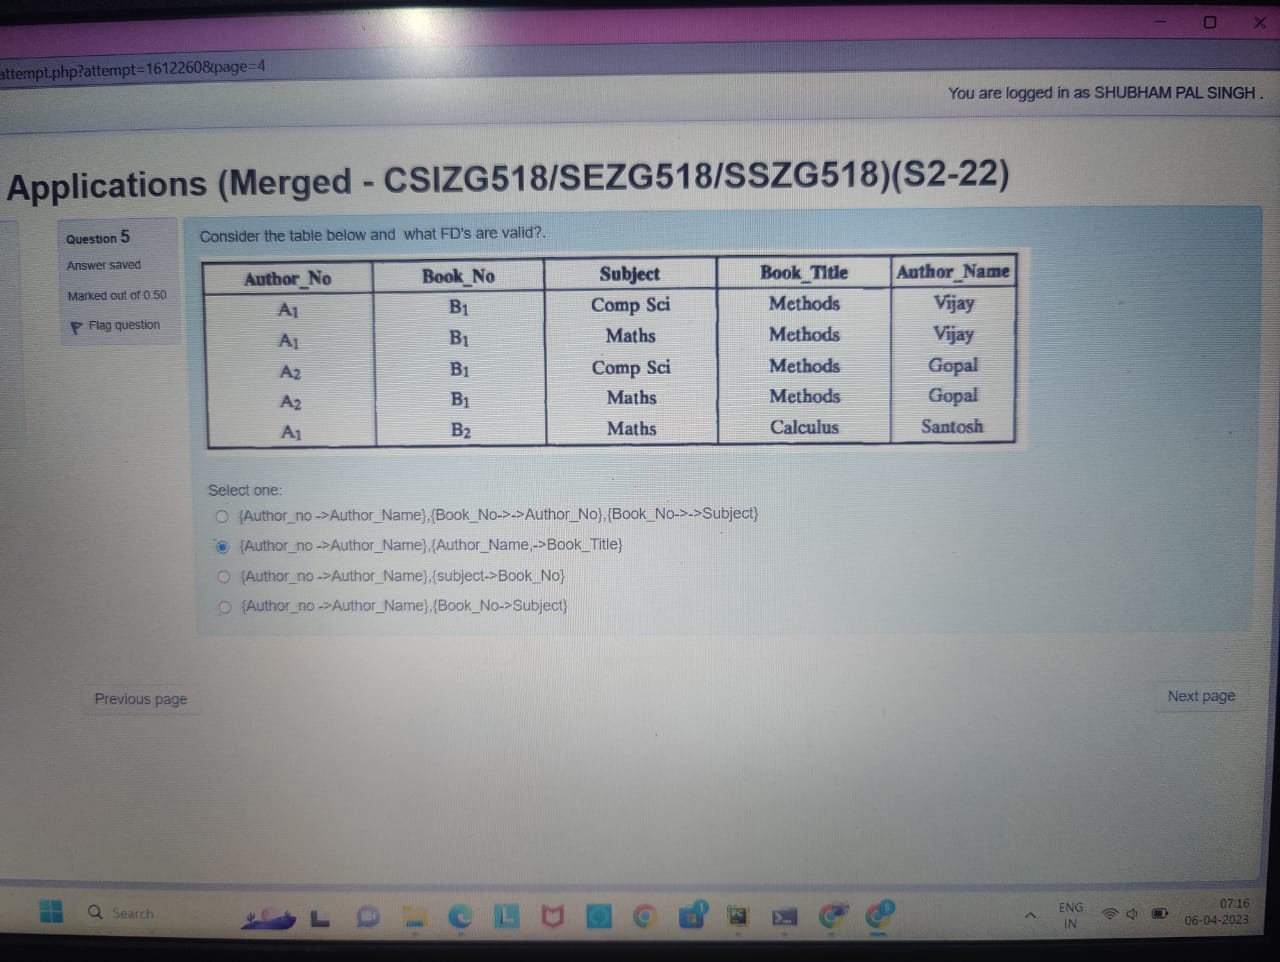 attempt.php?attempt=1612260&page=4
You are logged in as SHUBHAM PAL SINGH .
Applications (Merged - CSIZG518/SEZG518/SSZG518)(S2-22)
Question 5
Answer saved
Marked out of 0.50
Flag question
Consider the table below and what FD's are valid?.
Author_No Book_No Subject Book_Title Author_Name
A1 B1 Comp Sci Methods Vijay
A1 B1 Maths Methods Vijay
A2 B1 Comp Sci Methods Gopal
A2 B1 Maths Methods Gopal
A1 B2 Maths Calculus Santosh
Select one:
{Author_no ->Author_Name},{Book_No->->Author_No},{Book_No->->Subject}
{Author_no ->Author_Name},{Author_Name,->Book_Title}
{Author_no ->Author_Name},{subject->Book_No}
{Author_no ->Author_Name},{Book_No->Subject}
Previous page
Next page
Search
ENG
IN
07:16
06-04-2023